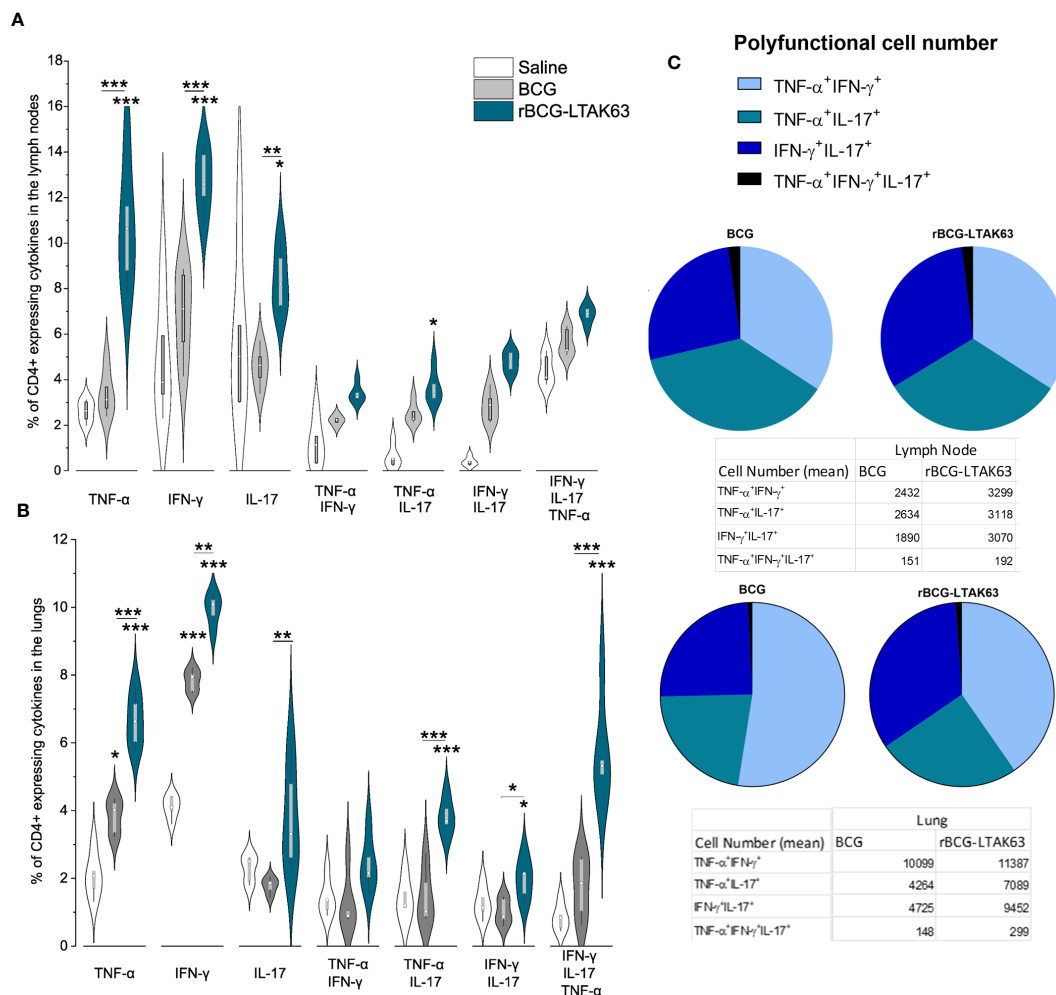 A
% of CD4+ expressing cytokines in the lymph nodes
18
16
14
12
10
8
6
4
2
0
Saline
BCG
rBCG-LTAK63
***
***
***
***
**
*
*
TNF-α
IFN-γ
IL-17
TNF-α
IFN-γ
TNF-α
IL-17
IFN-γ
IL-17
IFN-γ
IL-17
TNF-α
B
% of CD4+ expressing cytokines in the lungs
12
10
8
6
4
2
0
*
***
***
***
**
***
**
***
***
*
*
***
***
TNF-α
IFN-γ
IL-17
TNF-α
IFN-γ
TNF-α
IL-17
IFN-γ
IL-17
IFN-γ
IL-17
TNF-α
C
Polyfunctional cell number
TNF-α+IFN-γ+
TNF-α+IL-17+
IFN-γ+IL-17+
TNF-α+IFN-γ+IL-17+
BCG rBCG-LTAK63
Lymph Node
Cell Number (mean) BCG rBCG-LTAK63
TNF-α+IFN-γ+ 2432 3299
TNF-α+IL-17+ 2634 3118
IFN-γ+IL-17+ 1890 3070
TNF-α+IFN-γ+IL-17+ 151 192
BCG rBCG-LTAK63
Lung
Cell Number (mean) BCG rBCG-LTAK63
TNF-α+IFN-γ+ 10099 11387
TNF-α+IL-17+ 4264 7089
IFN-γ+IL-17+ 4725 9452
TNF-α+IFN-γ+IL-17+ 148 299